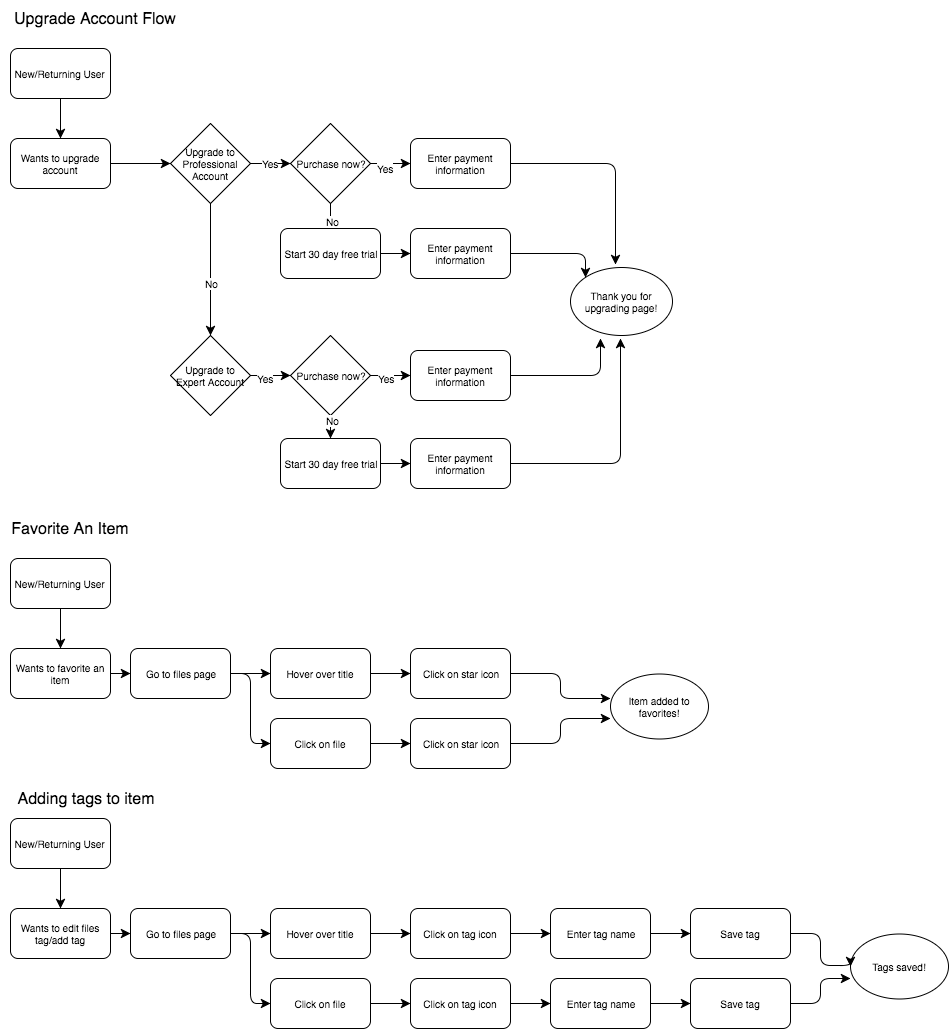 Upgrade Account Flow
New/Returning User
Wants to upgrade
account
Upgrade to
Professional
Account
Yes
Purchase now?
Yes
Enter payment
information
No
Start 30 day free trial
Enter payment
information
No
Thank you for
upgrading page!
Upgrade to
Expert Account
Yes
Purchase now?
Yes
Enter payment
information
No
Start 30 day free trial
Enter payment
information
Favorite An Item
New/Returning User
Wants to favorite an
item
Go to files page
Hover over title
Click on star icon
Item added to
favorites!
Click on file
Click on star icon
Adding tags to item
New/Returning User
Wants to edit files
tag/add tag
Go to files page
Hover over title
Click on tag icon
Enter tag name
Save tag
Tags saved!
Click on file
Click on tag icon
Enter tag name
Save tag